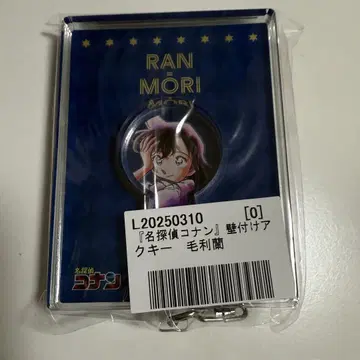 RAN
MŌRI
L20250310 [0]
『名探偵コナン』壁付けア
クキー 毛利蘭
名探偵
コナン